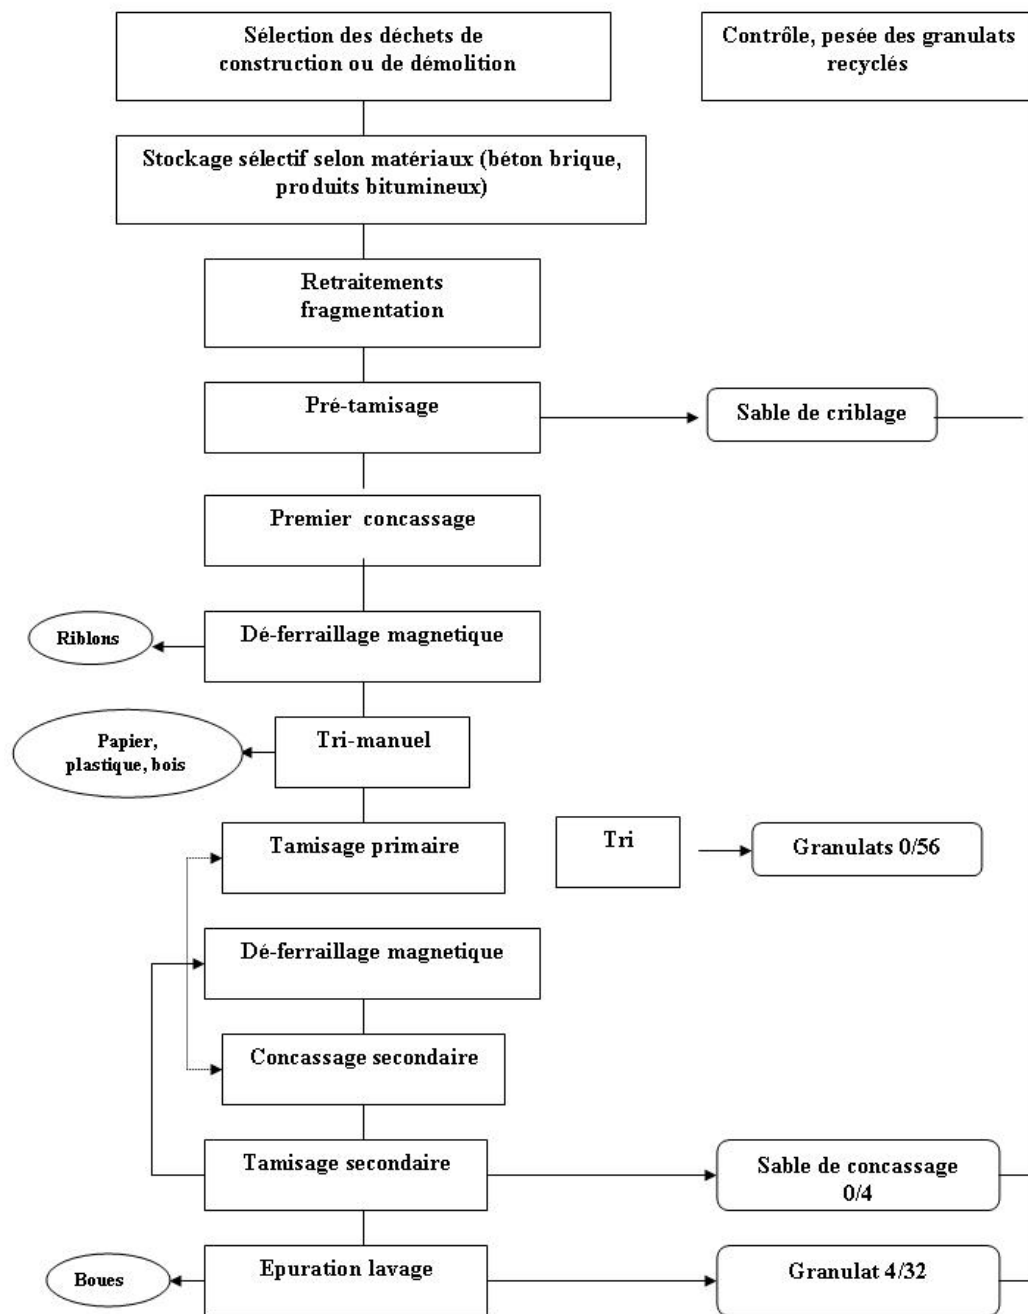 Sélection des déchets de
construction ou de démolition
Contrôle, pesée des granulats
recyclés
Stockage sélectif selon matériaux (béton brique,
produits bitumineux)
Retraitements
fragmentation
Pré-tamisage
Sable de criblage
Premier concassage
Riblons
Dé-ferraillage magnetique
Papier,
plastique, bois
Tri-manuel
Tamisage primaire
Tri
Granulats 0/56
Dé-ferraillage magnetique
Concassage secondaire
Tamisage secondaire
Sable de concassage
0/4
Boues
Epuration lavage
Granulat 4/32